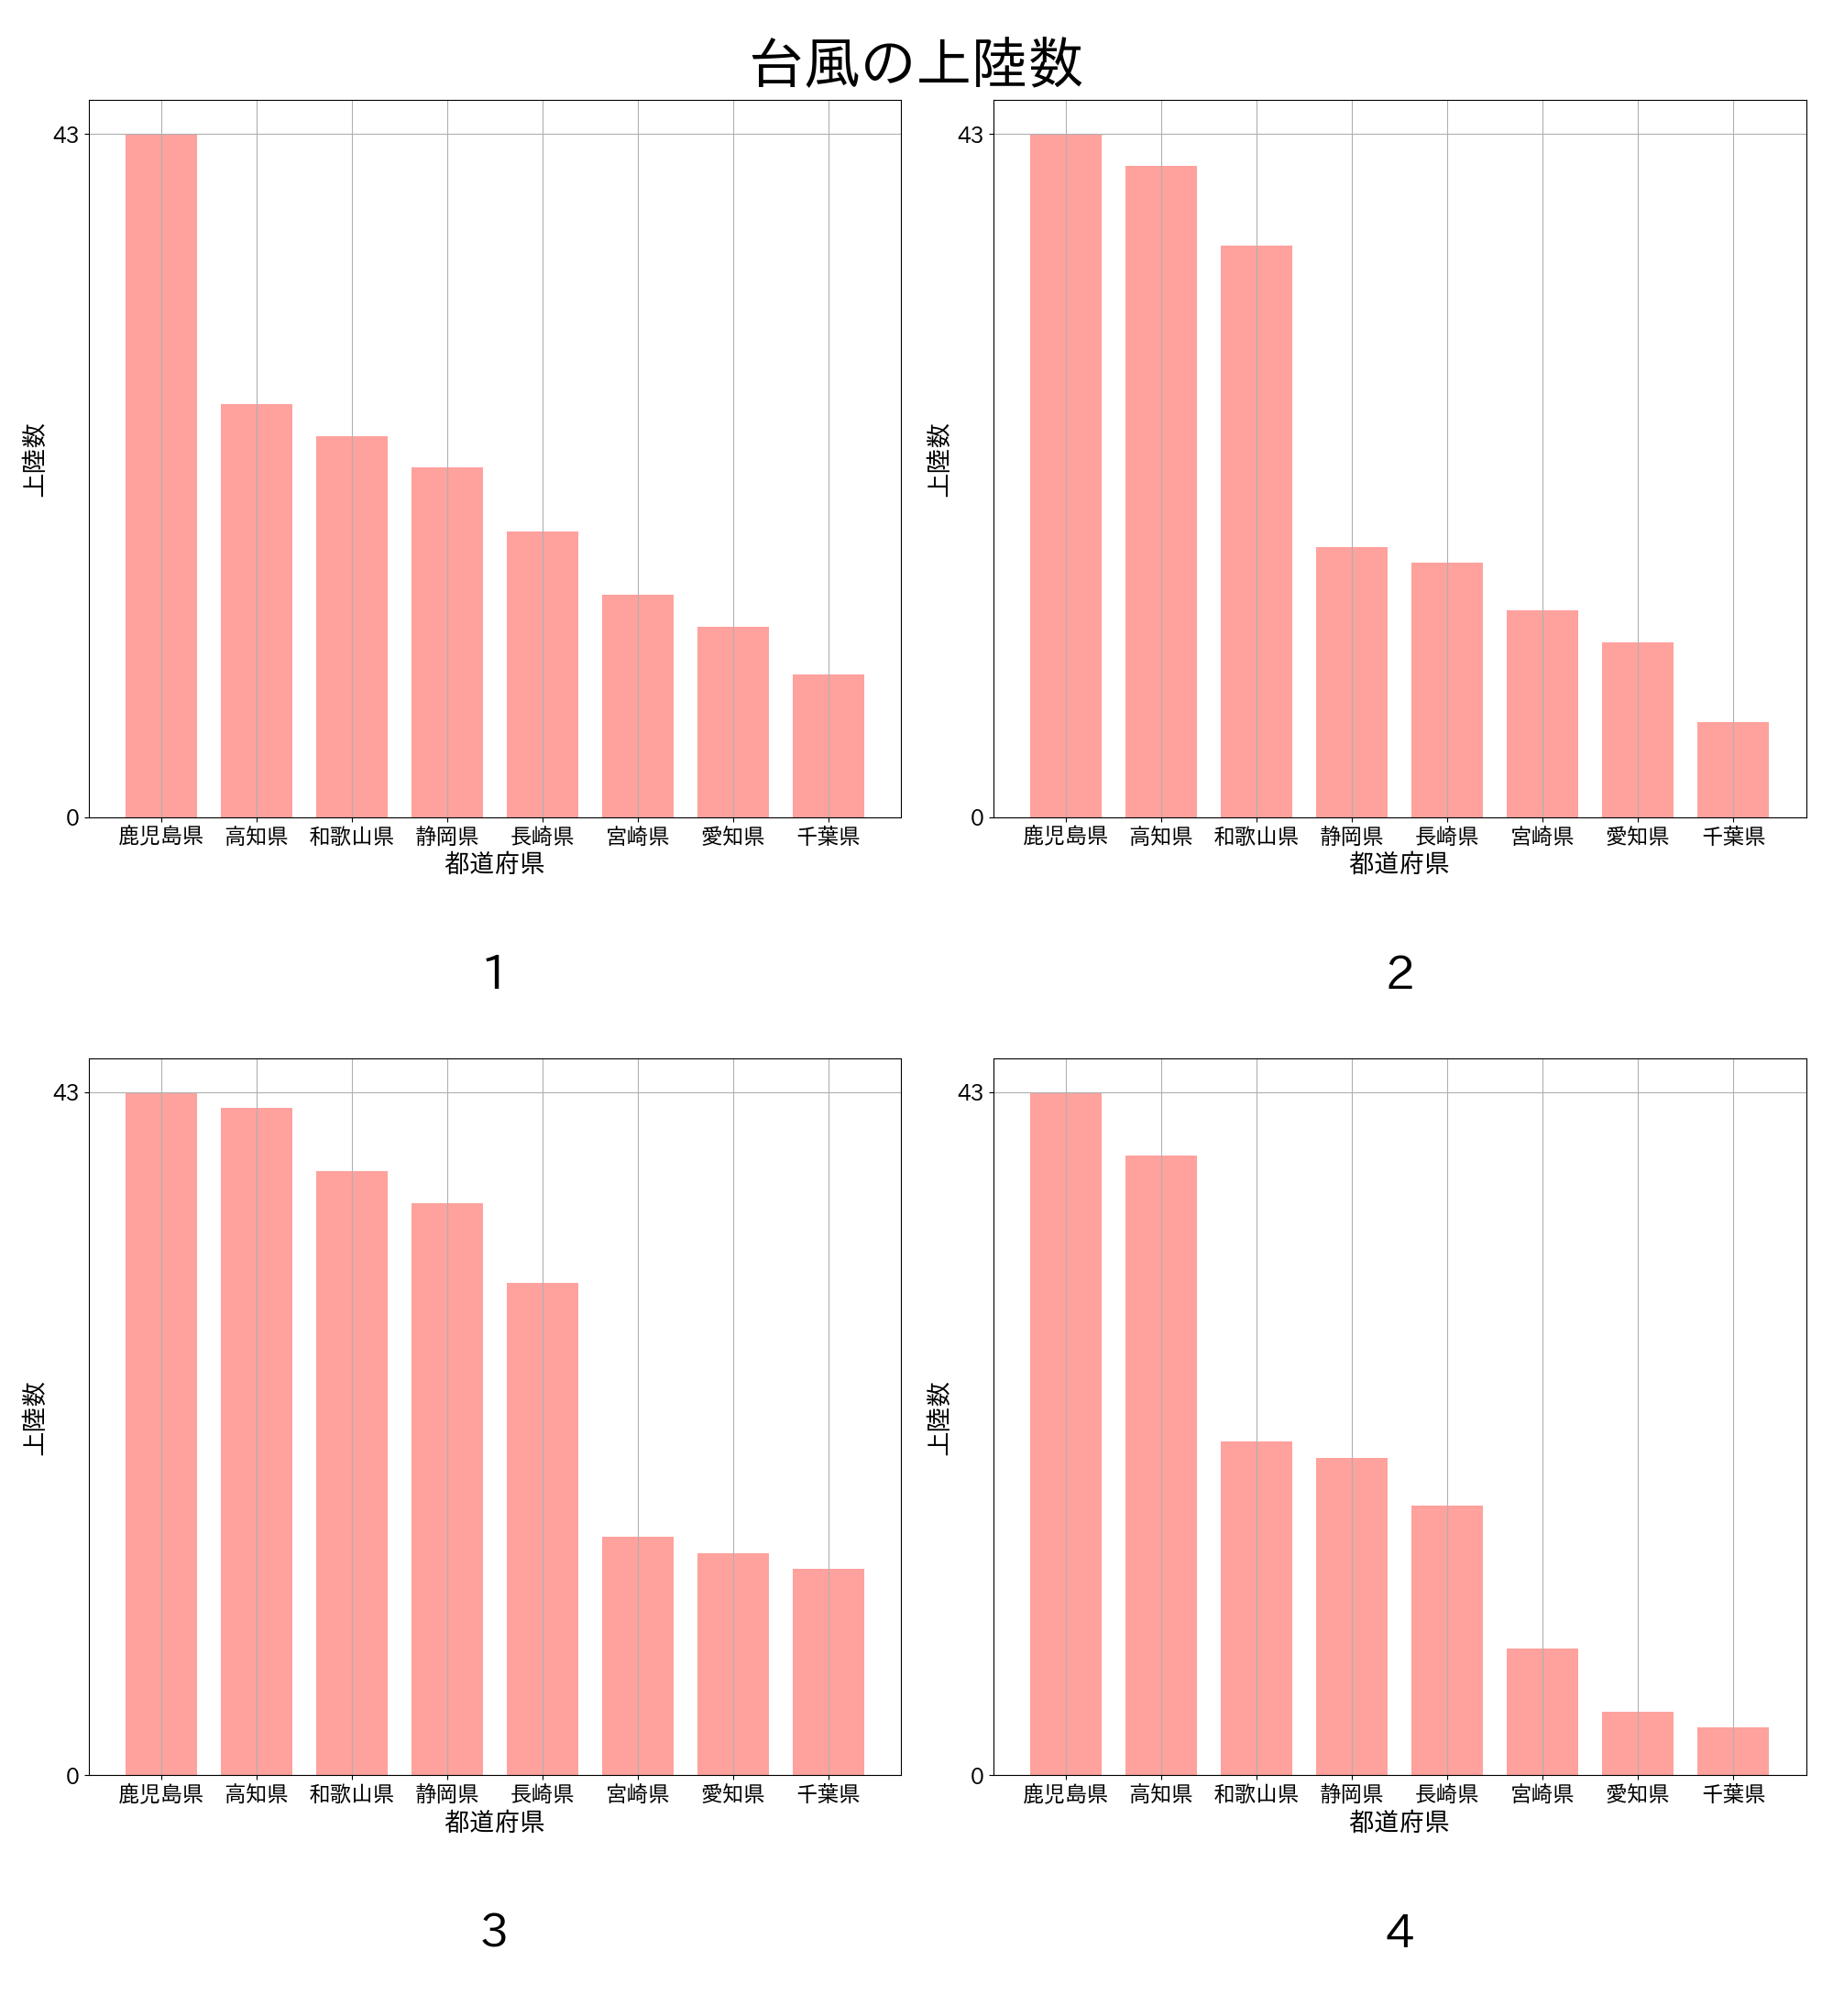 台風の上陸数
43
0
上陸数
鹿児島県 高知県 和歌山県 静岡県 長崎県 宮崎県 愛知県 千葉県
都道府県
1
43
0
上陸数
鹿児島県 高知県 和歌山県 静岡県 長崎県 宮崎県 愛知県 千葉県
都道府県
2
43
0
上陸数
鹿児島県 高知県 和歌山県 静岡県 長崎県 宮崎県 愛知県 千葉県
都道府県
3
43
0
上陸数
鹿児島県 高知県 和歌山県 静岡県 長崎県 宮崎県 愛知県 千葉県
都道府県
4